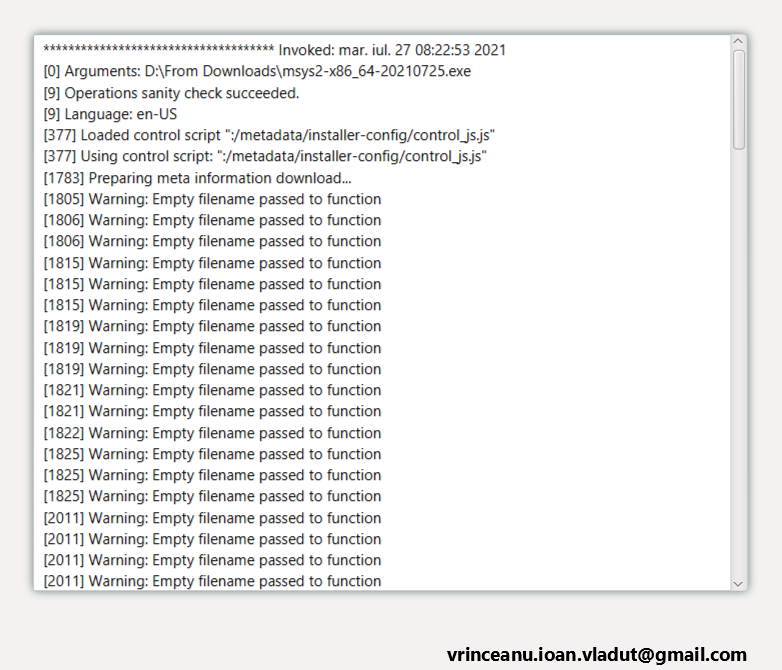 ************************************* Invoked: mar. iul. 27 08:22:53 2021
[0] Arguments: D:\From Downloads\msys2-x86_64-20210725.exe
[9] Operations sanity check succeeded.
[9] Language: en-US
[377] Loaded control script ":/metadata/installer-config/control_js.js"
[377] Using control script: ":/metadata/installer-config/control_js.js"
[1783] Preparing meta information download...
[1805] Warning: Empty filename passed to function
[1806] Warning: Empty filename passed to function
[1806] Warning: Empty filename passed to function
[1815] Warning: Empty filename passed to function
[1815] Warning: Empty filename passed to function
[1815] Warning: Empty filename passed to function
[1819] Warning: Empty filename passed to function
[1819] Warning: Empty filename passed to function
[1819] Warning: Empty filename passed to function
[1821] Warning: Empty filename passed to function
[1821] Warning: Empty filename passed to function
[1822] Warning: Empty filename passed to function
[1825] Warning: Empty filename passed to function
[1825] Warning: Empty filename passed to function
[1825] Warning: Empty filename passed to function
[2011] Warning: Empty filename passed to function
[2011] Warning: Empty filename passed to function
[2011] Warning: Empty filename passed to function
[2011] Warning: Empty filename passed to function
vrinceanu.ioan.vladut@gmail.com